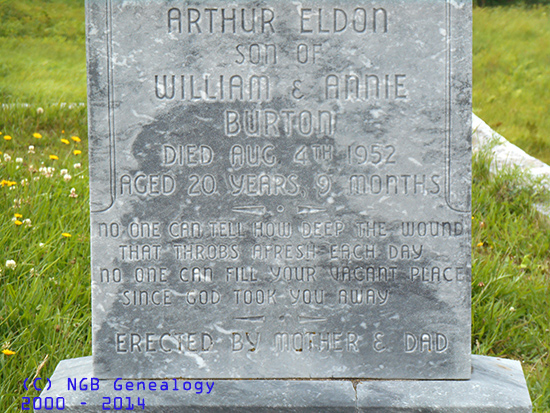 ARTHUR ELDON
SON OF
WILLIAM & ANNIE
BURTON
DIED AUG. 4TH 1952
AGED 20 YEARS, 9 MONTHS
NO ONE CAN TELL HOW DEEP THE WOUND
THAT THROBS AFRESH EACH DAY
NO ONE CAN FILL YOUR VACANT PLACE
SINCE GOD TOOK YOU AWAY
ERECTED BY MOTHER & DAD
(C) NGB Genealogy
2000 - 2014